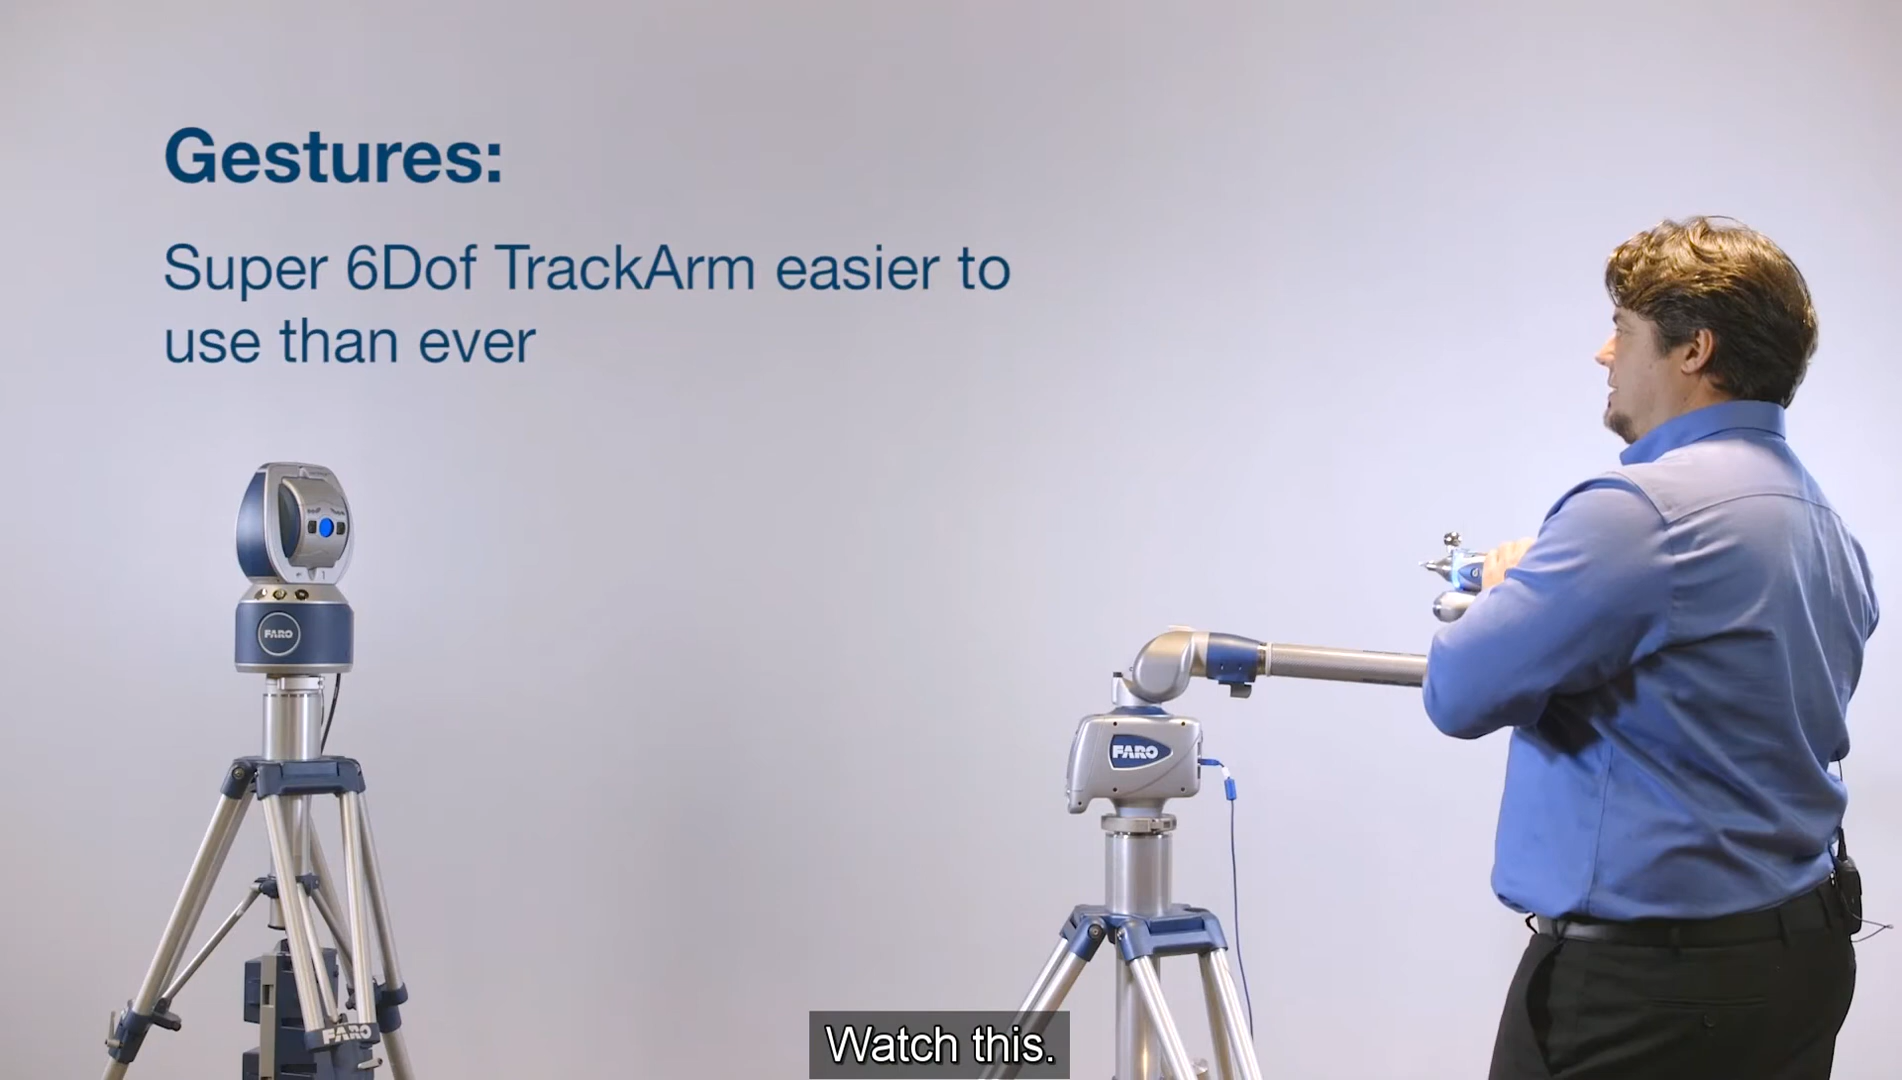 Gestures:
Super 6Dof TrackArm easier to
use than ever
FARO
FARO
FARO
Watch this.